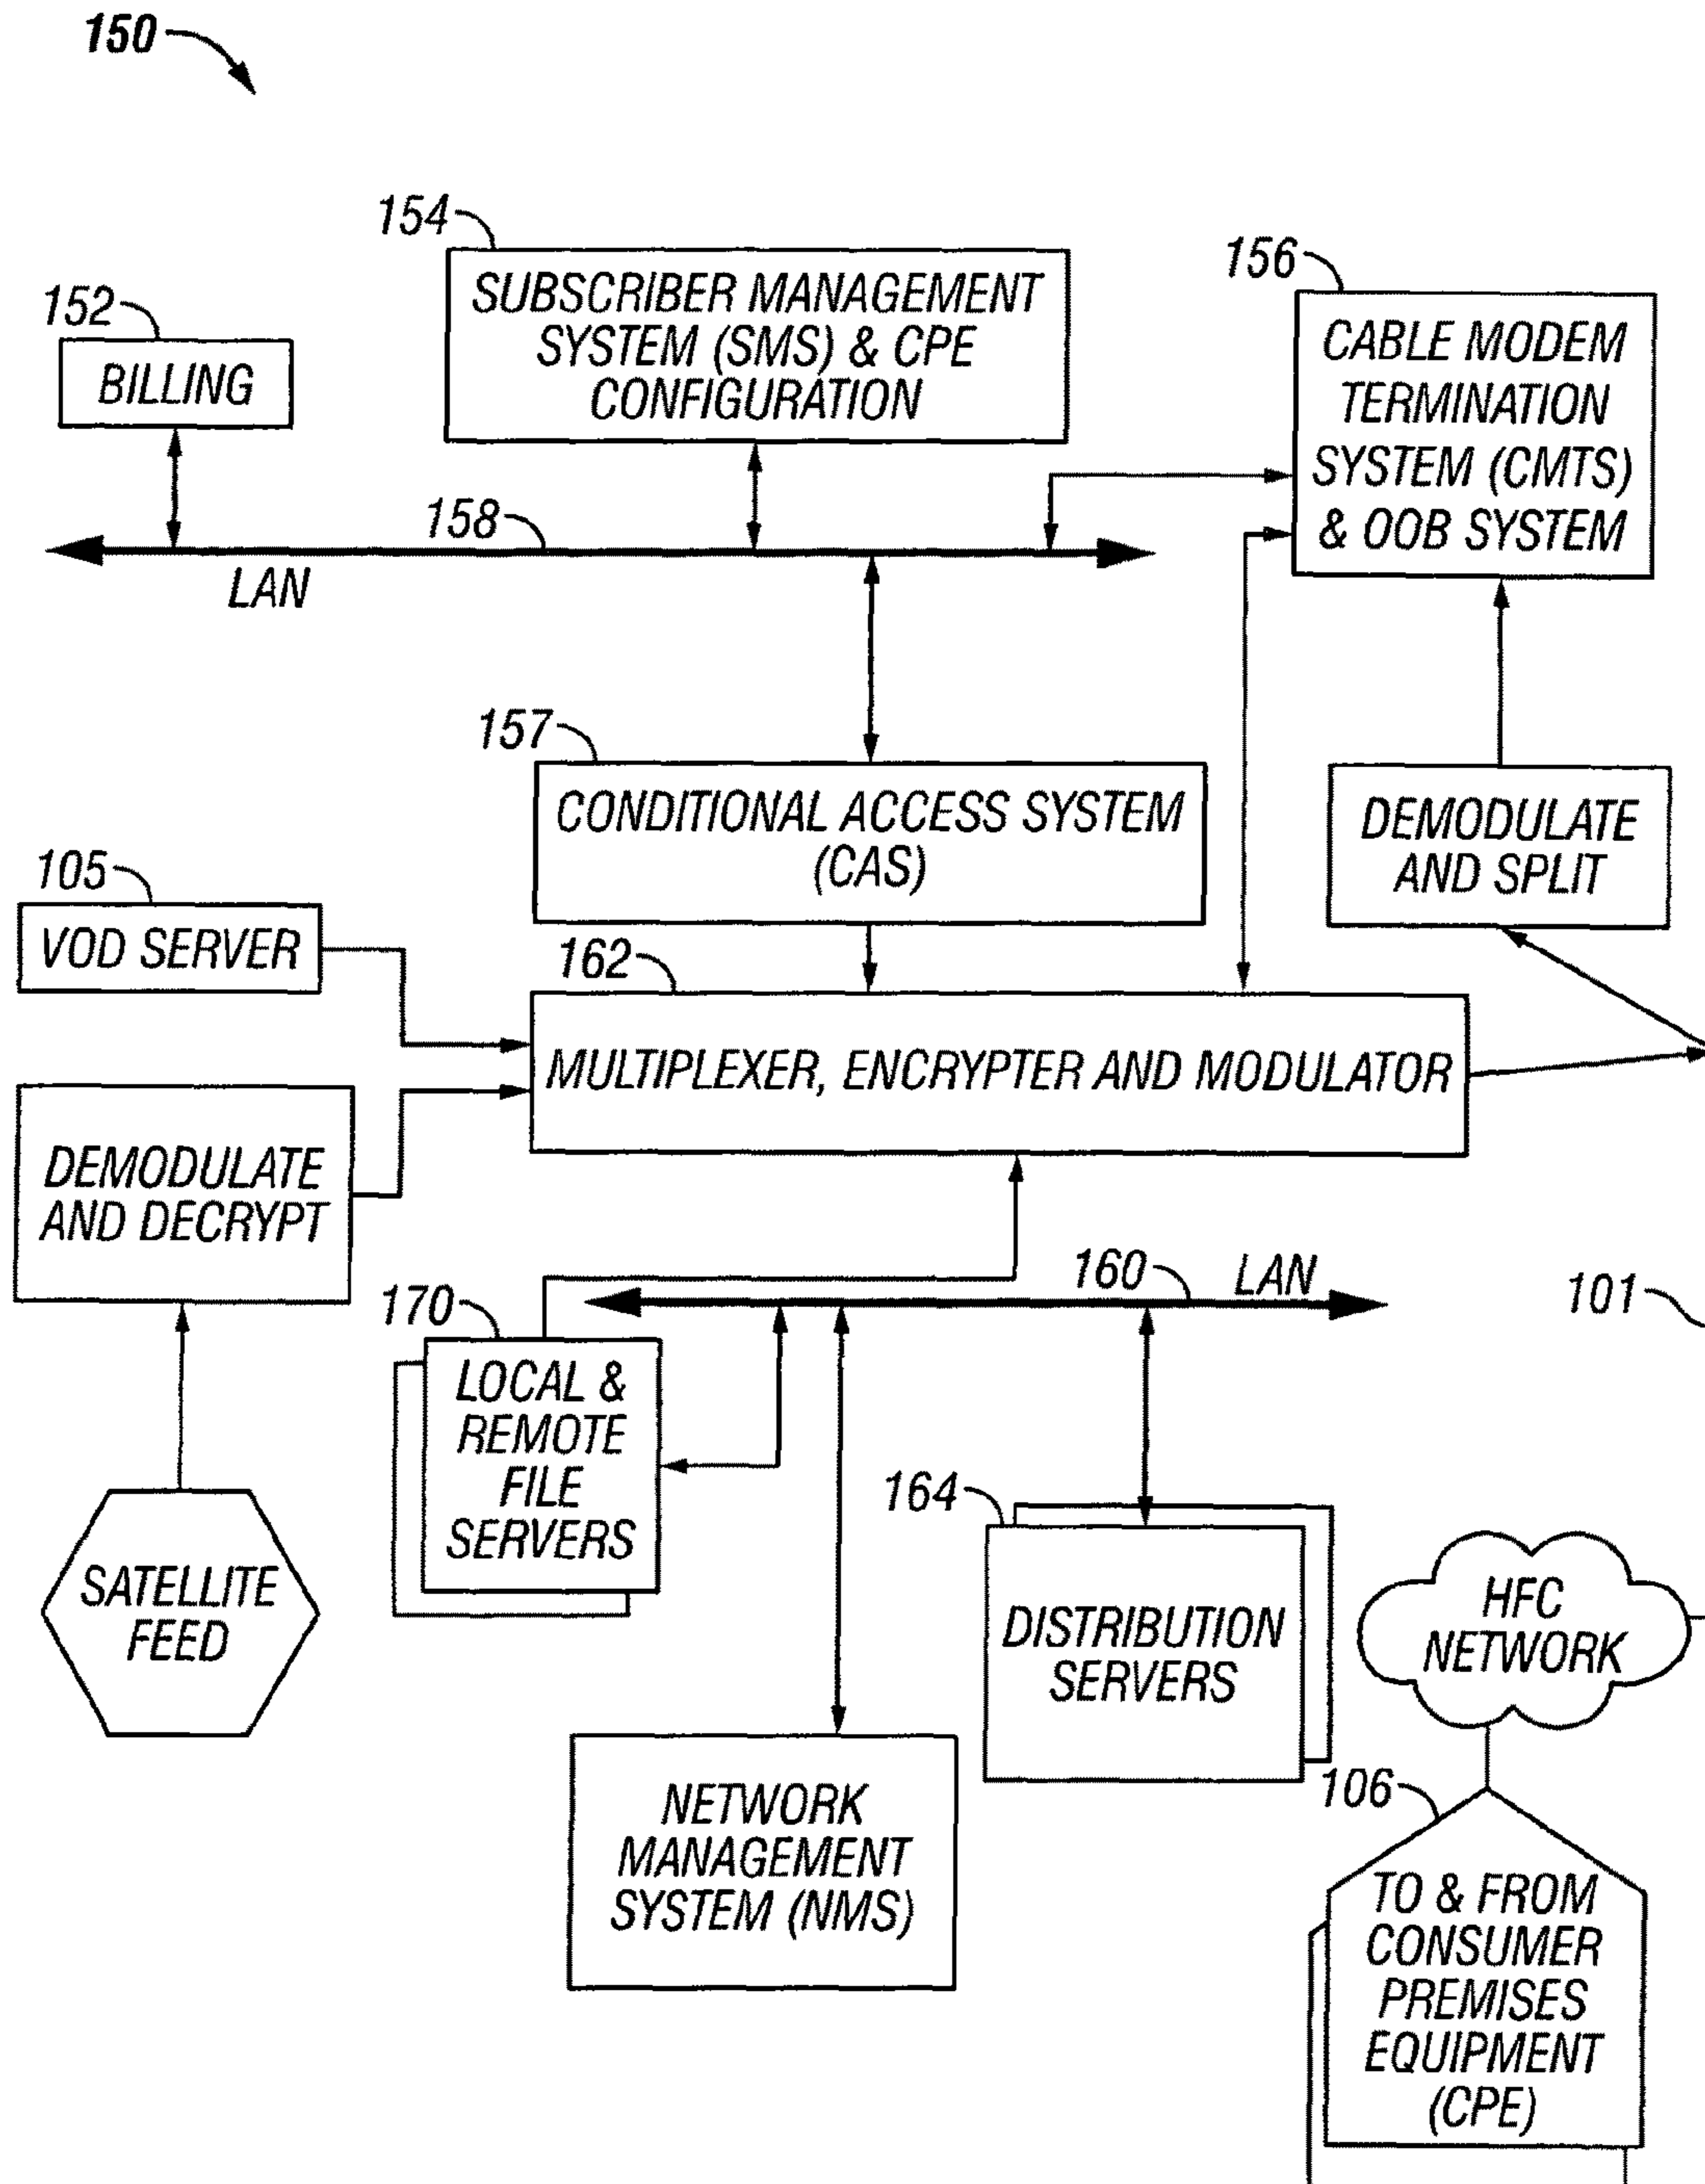 150
154
SUBSCRIBER MANAGEMENT
SYSTEM (SMS) & CPE
CONFIGURATION
156
CABLE MODEM
TERMINATION
SYSTEM (CMTS)
& OOB SYSTEM
152
BILLING
158
LAN
157
CONDITIONAL ACCESS SYSTEM
(CAS)
DEMODULATE
AND SPLIT
105
VOD SERVER
162
MULTIPLEXER, ENCRYPTER AND MODULATOR
DEMODULATE
AND DECRYPT
160
LAN
101
170
LOCAL &
REMOTE
FILE
SERVERS
164
DISTRIBUTION
SERVERS
SATELLITE
FEED
HFC
NETWORK
NETWORK
MANAGEMENT
SYSTEM (NMS)
106
TO & FROM
CONSUMER
PREMISES
EQUIPMENT
(CPE)